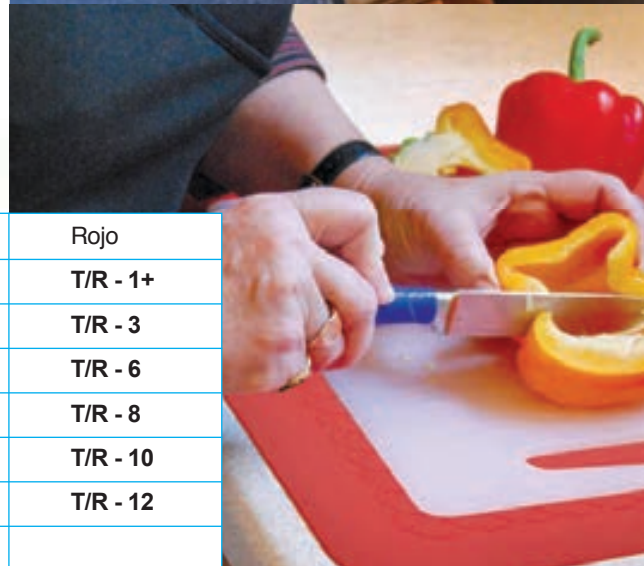 Rojo
T/R - 1+
T/R - 3
T/R - 6
T/R - 8
T/R - 10
T/R - 12